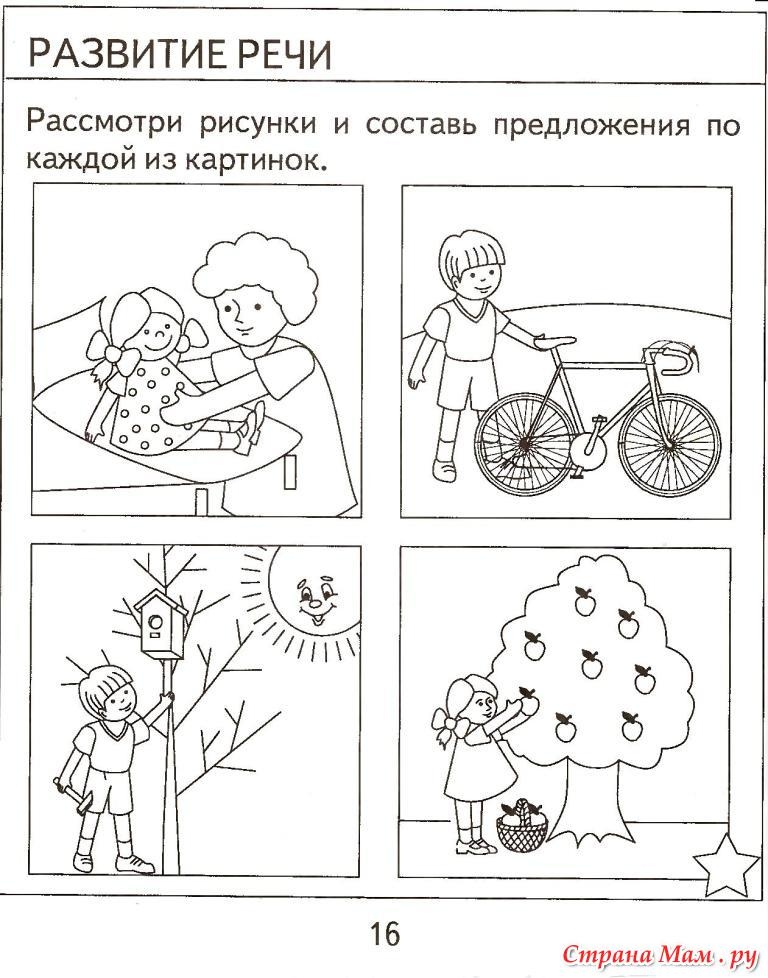 РАЗВИТИЕ РЕЧИ
Рассмотри рисунки и составь предложения по
каждой из картинок.
16
Страна Мам . ру